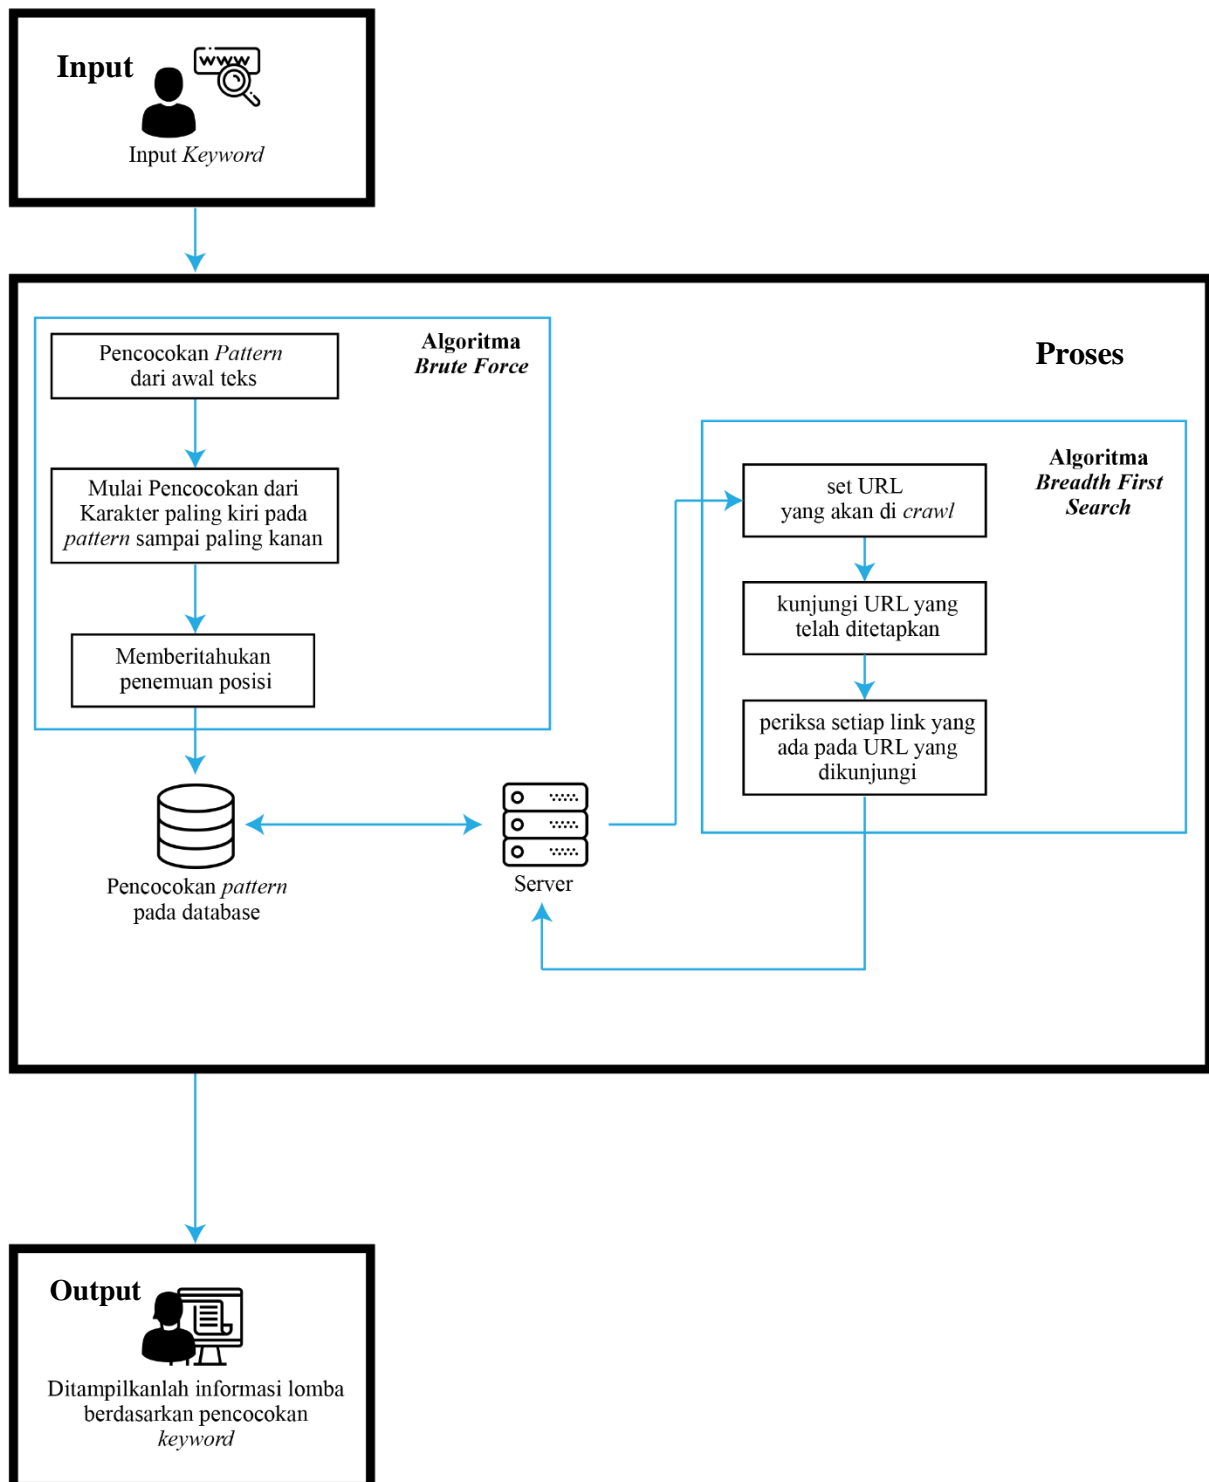 Input
www
Input Keyword
Proses
Algoritma
Brute Force
Pencocokan Pattern
dari awal teks
Mulai Pencocokan dari
Karakter paling kiri pada
pattern sampai paling kanan
Memberitahukan
penemuan posisi
Pencocokan pattern
pada database
Server
Algoritma
Breadth First
Search
set URL
yang akan di crawl
kunjungi URL yang
telah ditetapkan
periksa setiap link yang
ada pada URL yang
dikunjungi
Output
Ditampilkanlah informasi lomba
berdasarkan pencocokan
keyword